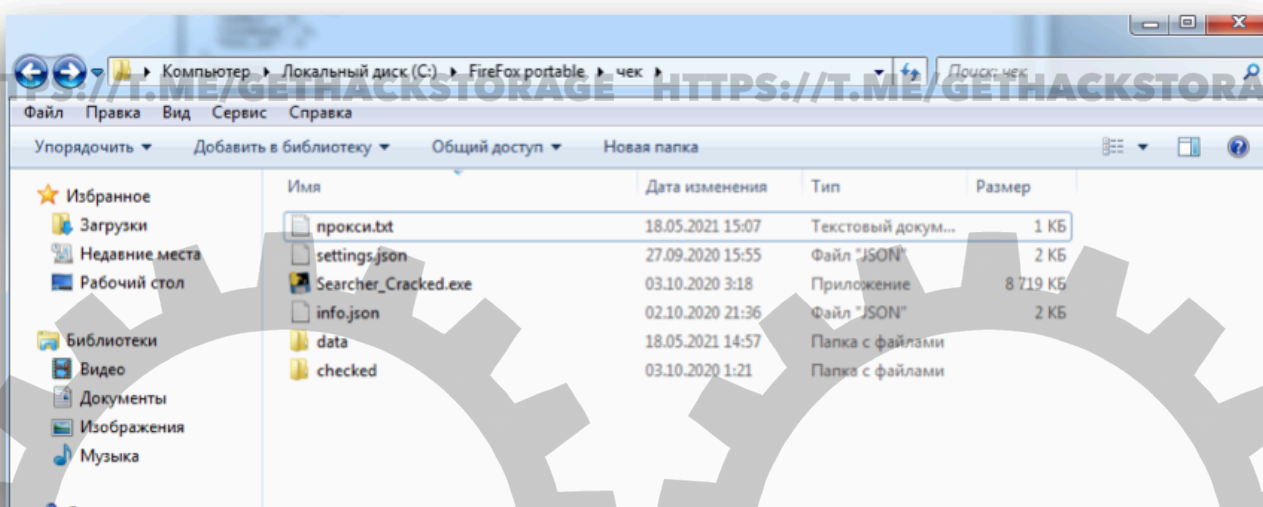 Компьютер ▸ Локальный диск (C:) ▸ FireFox portable ▸ чек ▸ Поиск: чек
HTTPS://T.ME/GETHACKSTORAGE HTTPS://T.ME/GETHACKSTORA
Файл Правка Вид Сервис Справка
Упорядочить Добавить в библиотеку Общий доступ Новая папка
Имя Дата изменения Тип Размер
Избранное
Загрузки
Недавние места
Рабочий стол
Библиотеки
Видео
Документы
Изображения
Музыка
прокси.txt 18.05.2021 15:07 Текстовый докум... 1 КБ
settings.json 27.09.2020 15:55 Файл "JSON" 2 КБ
Searcher_Cracked.exe 03.10.2020 3:18 Приложение 8 719 КБ
info.json 02.10.2020 21:36 Файл "JSON" 2 КБ
data 18.05.2021 14:57 Папка с файлами
checked 03.10.2020 1:21 Папка с файлами